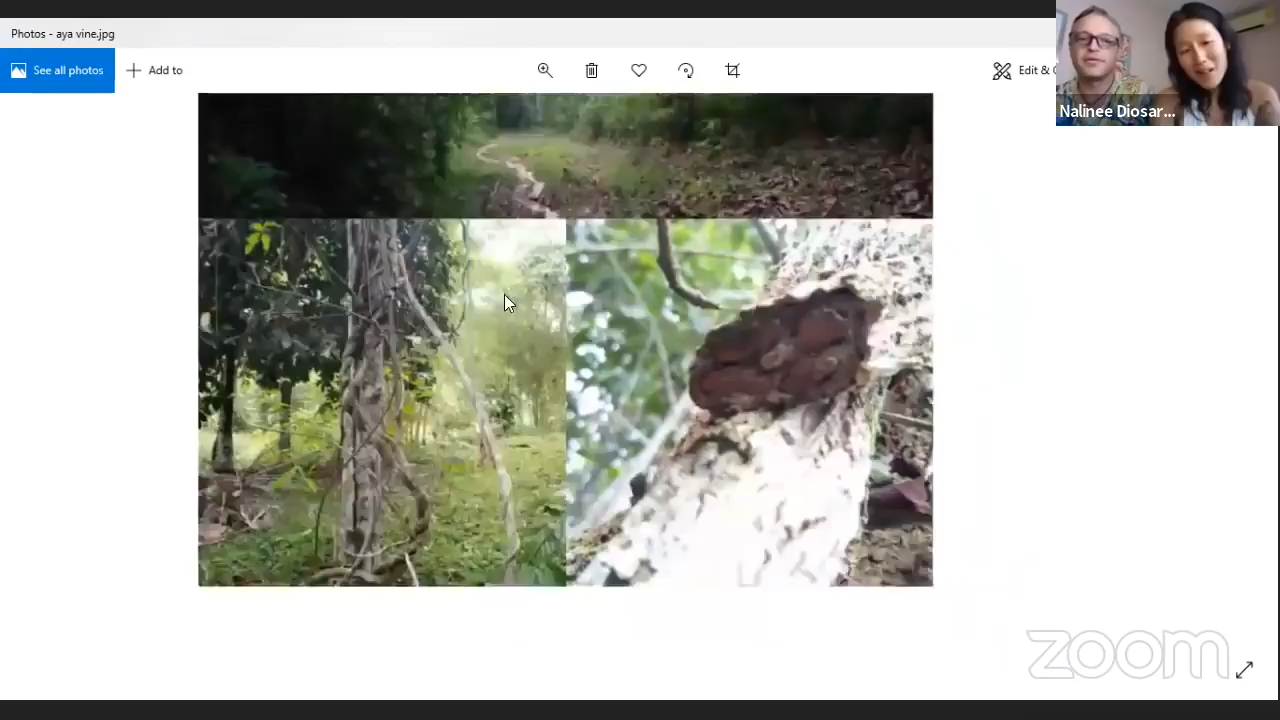 Photos - aya vine.jpg
See all photos
Add to
Edit & C
Nalinee Diosar...
zoom